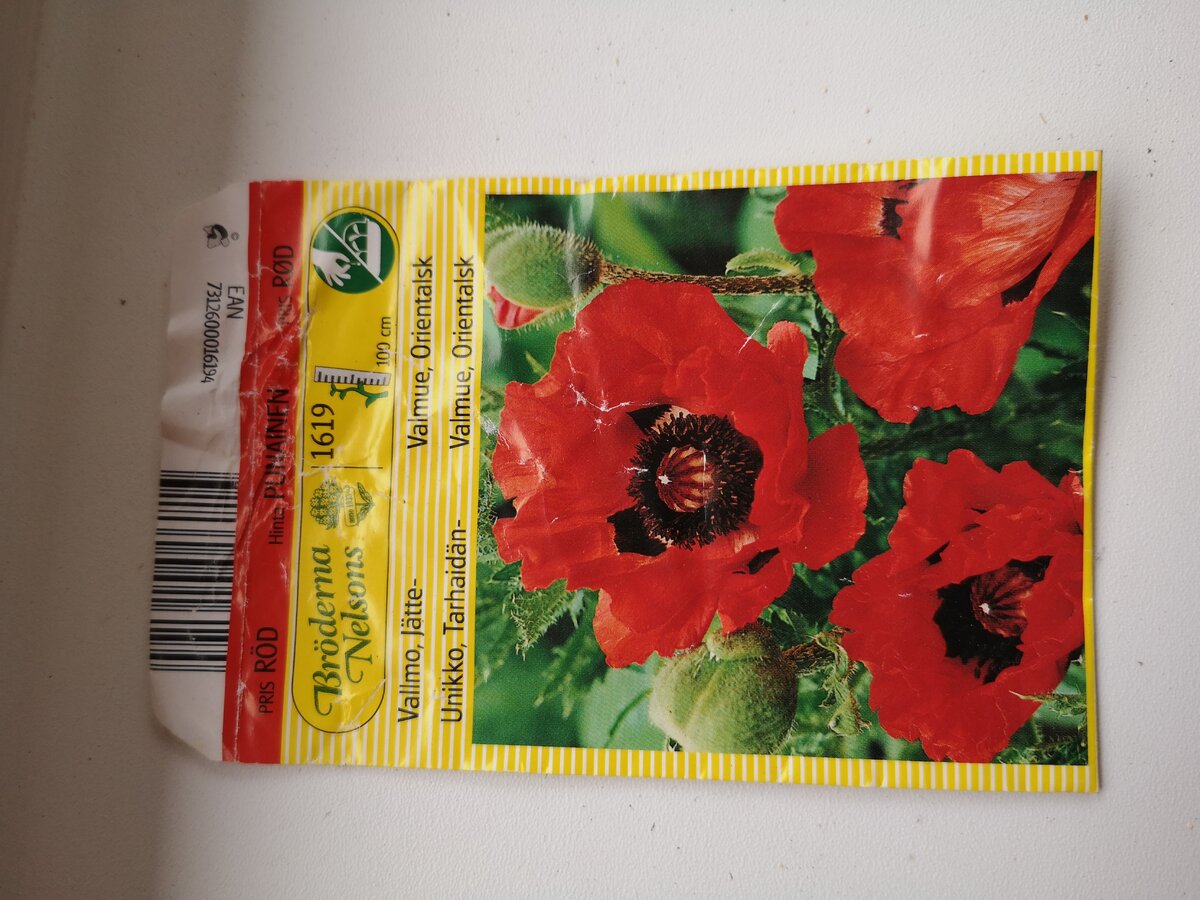 EAN
7312600016194
PRIS RÖD Hinta PUNAINEN PRIS RØD
Bröderna
Nelsons
1619
100 cm
Vallmo, Jätte- Valmue, Orientalsk
Unikko, Tarhaidän- Valmue, Orientalsk